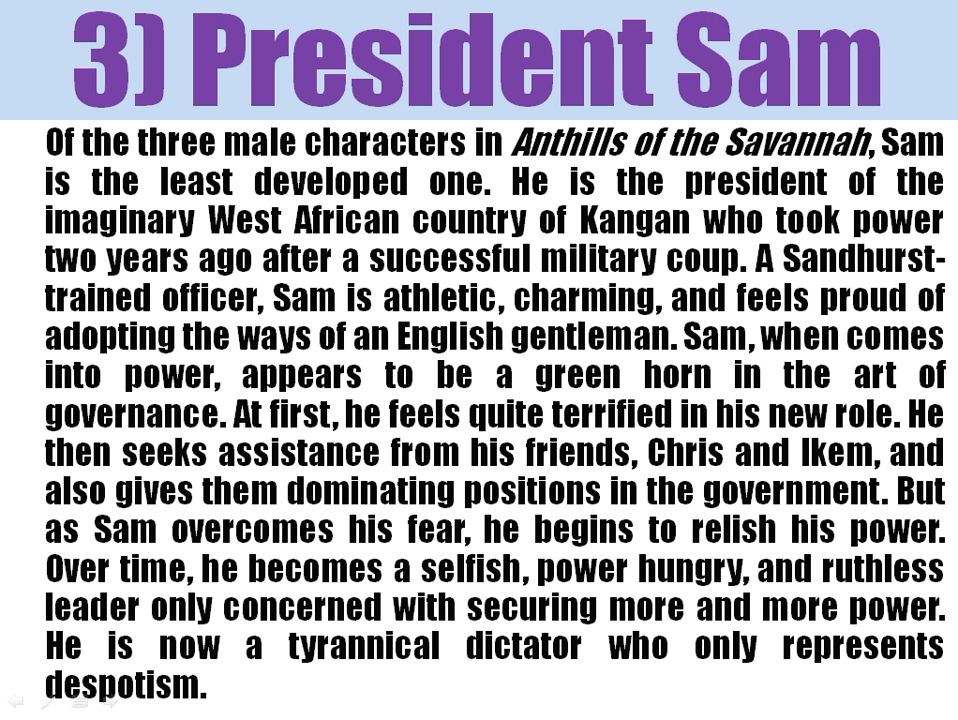 3) President Sam
Of the three male characters in Anthills of the Savannah, Sam
is the least developed one. He is the president of the
imaginary West African country of Kangan who took power
two years ago after a successful military coup. A Sandhurst-
trained officer, Sam is athletic, charming, and feels proud of
adopting the ways of an English gentleman. Sam, when comes
into power, appears to be a green horn in the art of
governance. At first, he feels quite terrified in his new role. He
then seeks assistance from his friends, Chris and Ikem, and
also gives them dominating positions in the government. But
as Sam overcomes his fear, he begins to relish his power.
Over time, he becomes a selfish, power hungry, and ruthless
leader only concerned with securing more and more power.
He is now a tyrannical dictator who only represents
despotism.